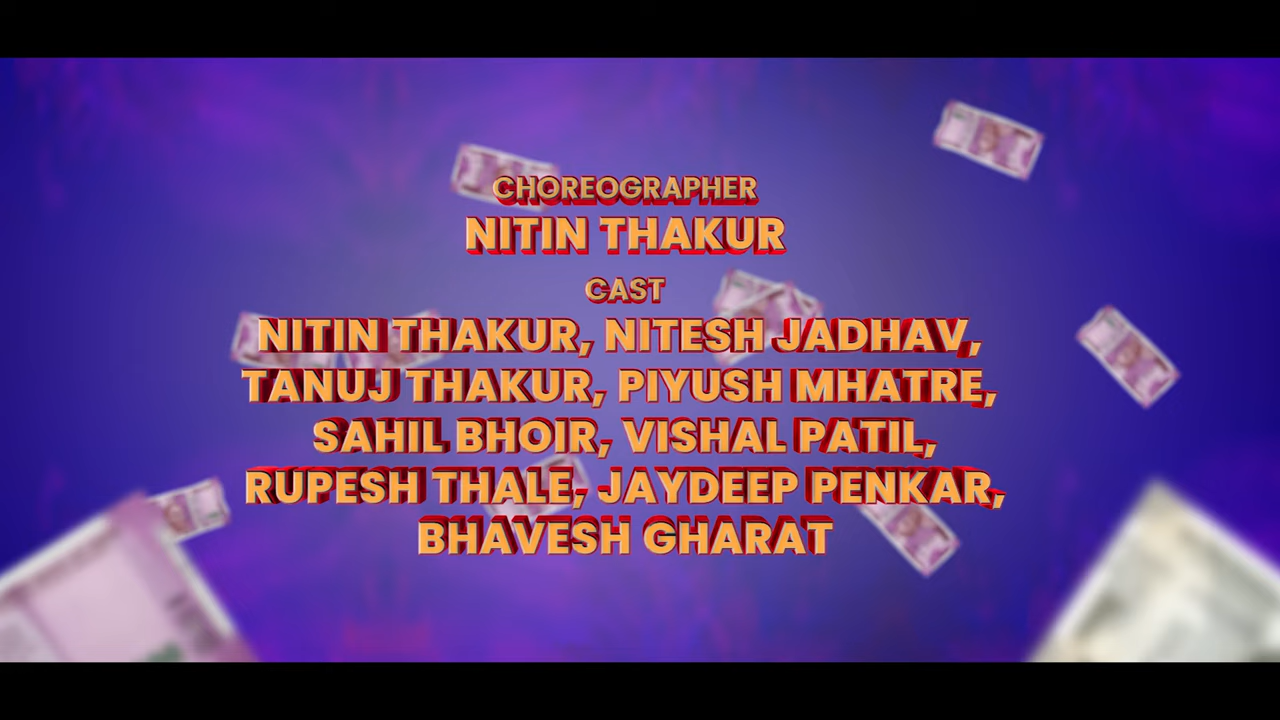 CHOREOGRAPHER
NITIN THAKUR
CAST
NITIN THAKUR, NITESH JADHAV,
TANUJ THAKUR, PIYUSH MHATRE,
SAHIL BHOIR, VISHAL PATIL,
RUPESH THALE, JAYDEEP PENKAR,
BHAVESH GHARAT